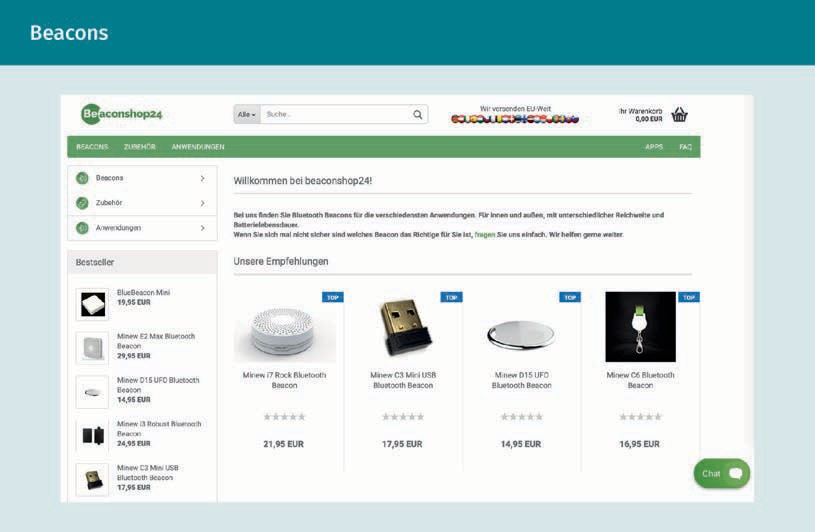 Beacons
Beaconshop24
Alle
Suche...
Wir versenden EU-Weit
Ihr Warenkorb
0,00 EUR
BEACONS
ZUBEHÖR
ANWENDUNGEN
APPS
FAQ
Beacons
Zubehör
Anwendungen
Bestseller
BlueBeacon Mini
19,95 EUR
Minew E2 Max Bluetooth
Beacon
29,95 EUR
Minew D15 UFO Bluetooth
Beacon
14,95 EUR
Minew i3 Robust Bluetooth
Beacon
24,95 EUR
Minew C3 Mini USB
Bluetooth Beacon
17,95 EUR
Willkommen bei beaconshop24!
Bei uns finden Sie Bluetooth Beacons für die verschiedensten Anwendungen. Für innen und außen, mit unterschiedlicher Reichweite und
Batterielebensdauer.
Wenn Sie sich mal nicht sicher sind welches Beacon das Richtige für Sie ist, fragen Sie uns einfach. Wir helfen gerne weiter.
Unsere Empfehlungen
TOP
Minew i7 Rock Bluetooth
Beacon
21,95 EUR
TOP
Minew C3 Mini USB
Bluetooth Beacon
17,95 EUR
TOP
Minew D15 UFO
Bluetooth Beacon
14,95 EUR
TOP
Minew C6 Bluetooth
Beacon
16,95 EUR
Chat